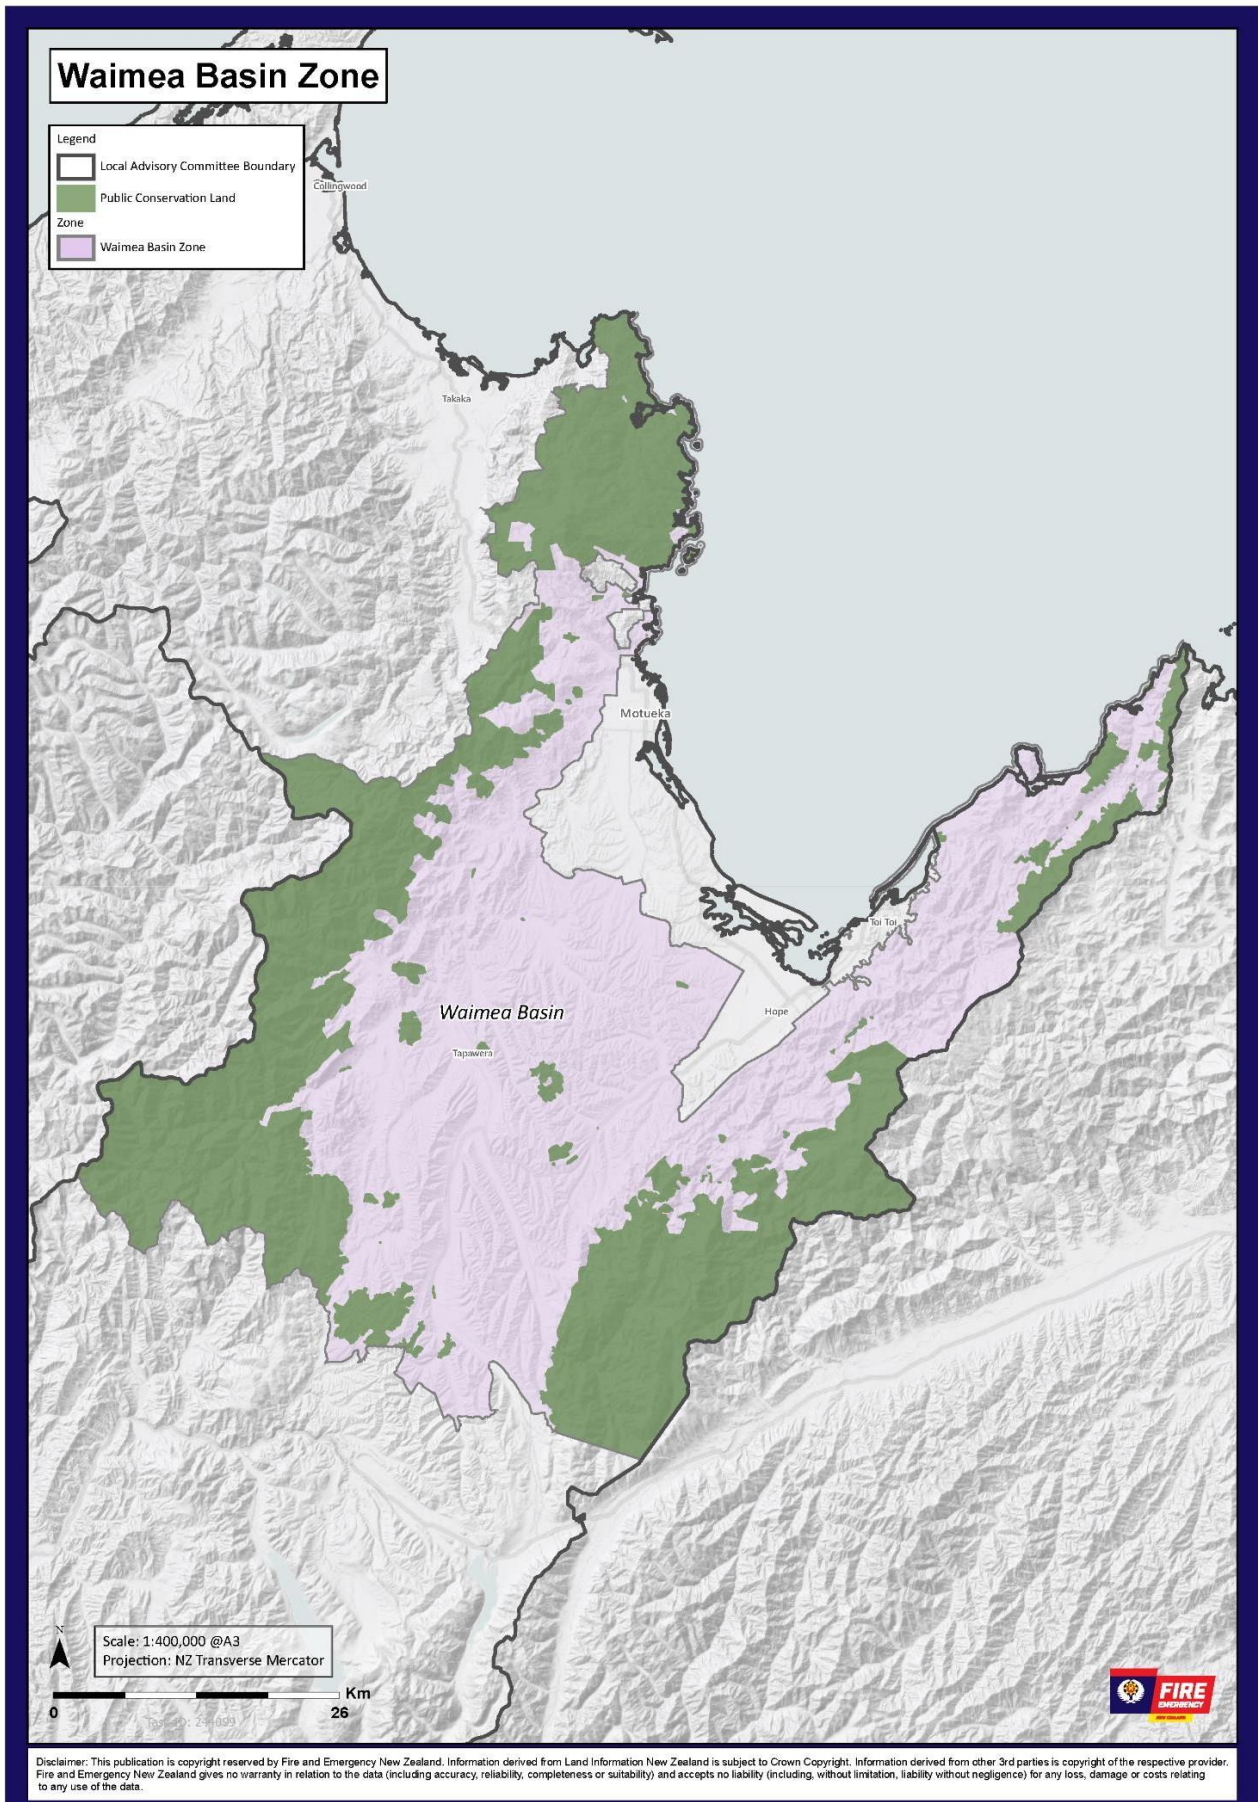 Waimea Basin Zone
Legend
Local Advisory Committee Boundary
Public Conservation Land
Zone
Waimea Basin Zone
Collingwood
Takaka
Motueka
Toi Toi
Waimea Basin
Hope
Tapawera
N
Scale: 1:400,000 @A3
Projection: NZ Transverse Mercator
Km
0
26
FIRE
EMERGENCY
NEW ZEALAND
Disclaimer: This publication is copyright reserved by Fire and Emergency New Zealand. Information derived from Land Information New Zealand is subject to Crown Copyright. Information derived from other 3rd parties is copyright of the respective provider.
Fire and Emergency New Zealand gives no warranty in relation to the data (including accuracy, reliability, completeness or suitability) and accepts no liability (including, without limitation, liability without negligence) for any loss, damage or costs relating
to any use of the data.